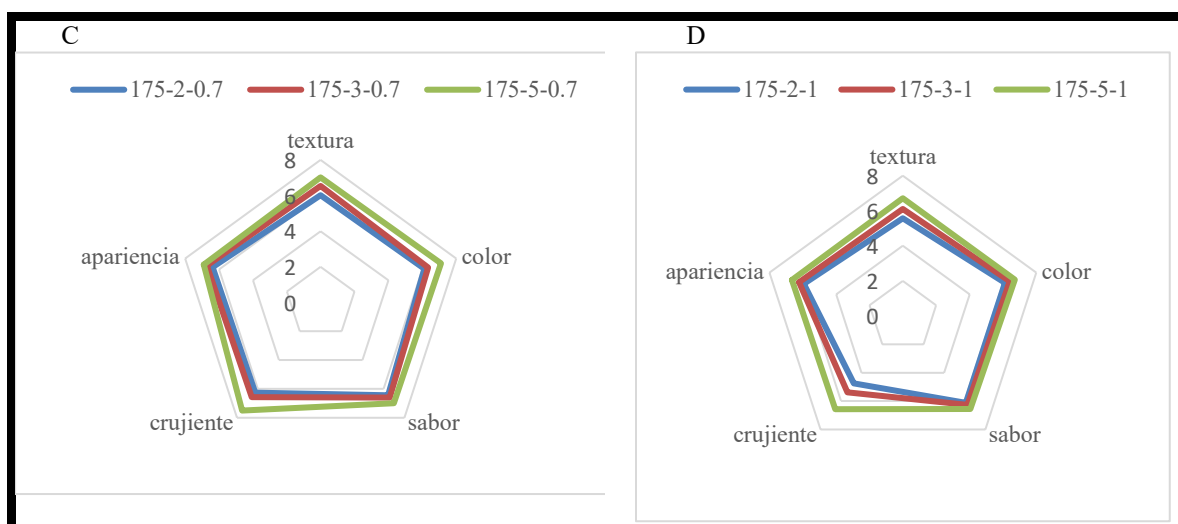 C
175-2-0.7 175-3-0.7 175-5-0.7
textura
8
6
4
2
0
apariencia
color
crujiente
sabor
D
175-2-1 175-3-1 175-5-1
textura
8
6
4
2
0
apariencia
color
crujiente
sabor